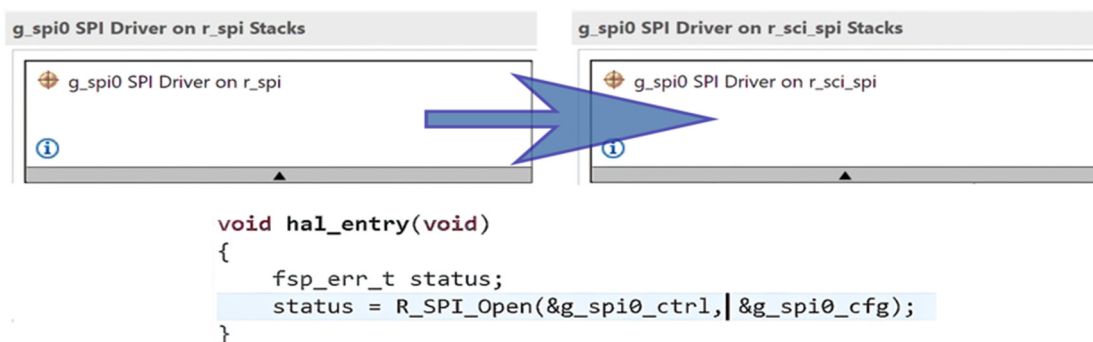 g_spi0 SPI Driver on r_spi Stacks
g_spi0 SPI Driver on r_sci_spi Stacks
g_spi0 SPI Driver on r_spi
g_spi0 SPI Driver on r_sci_spi
void hal_entry(void)
{
    fsp_err_t status;
    status = R_SPI_Open(&g_spi0_ctrl, &g_spi0_cfg);
}